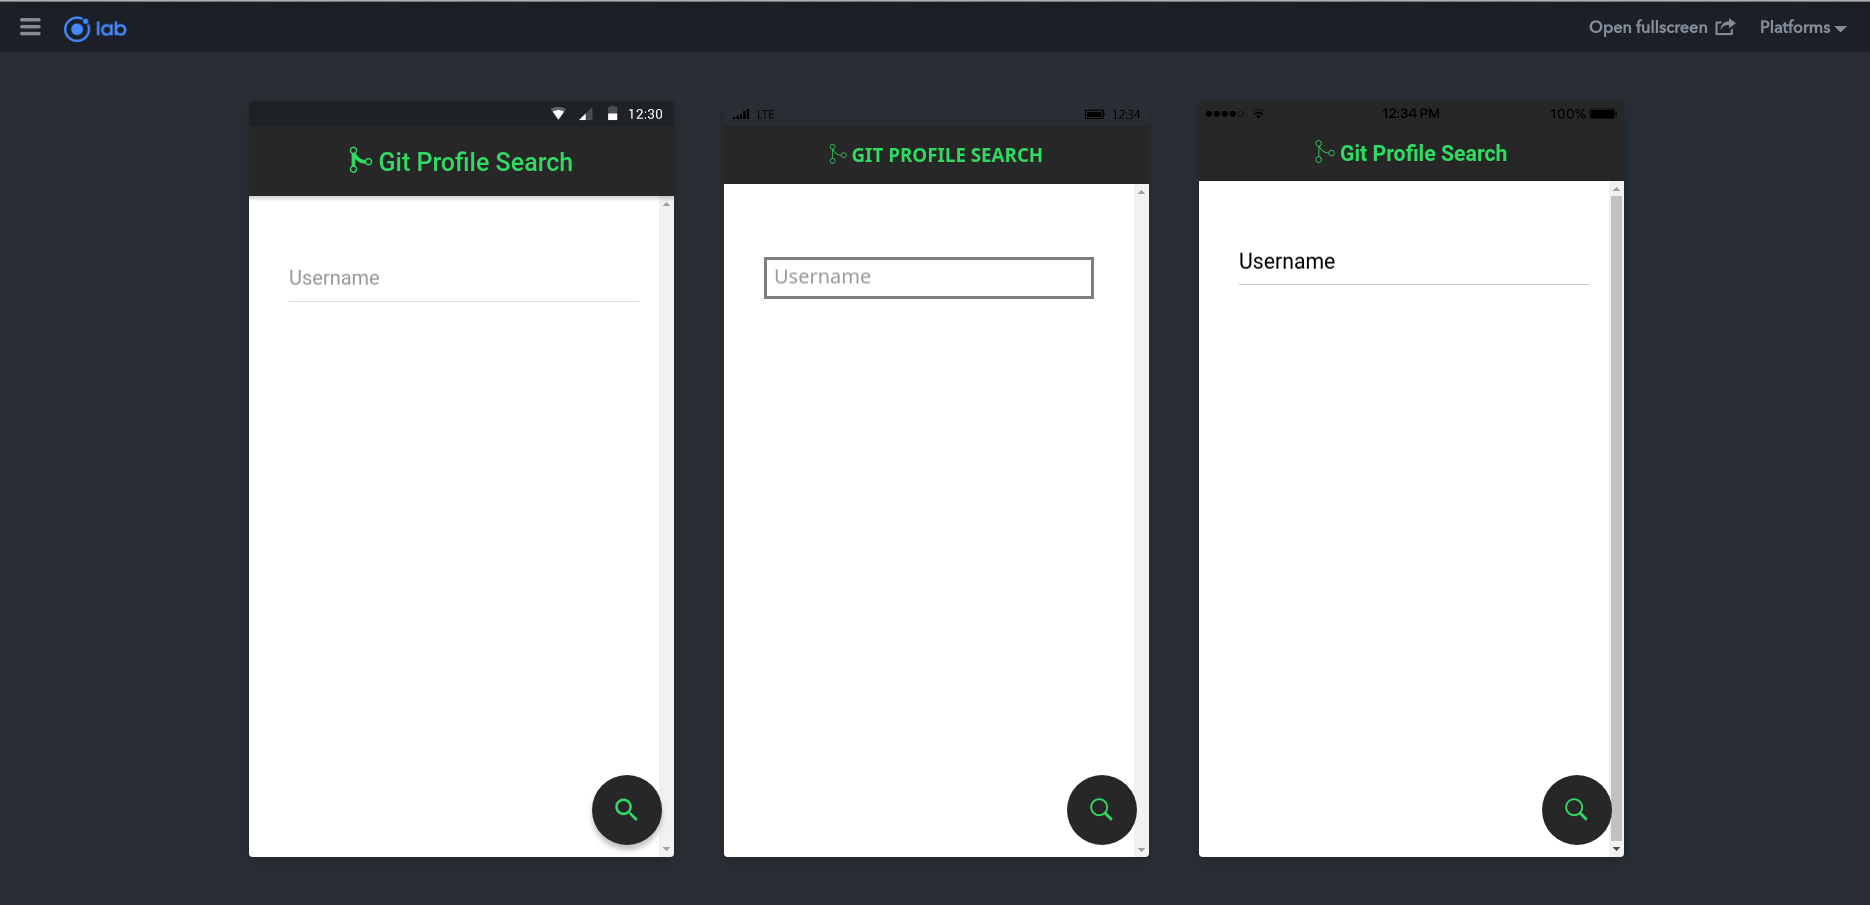 lab
Open fullscreen
Platforms
12:30
Git Profile Search
Username
LTE
12:34
GIT PROFILE SEARCH
Username
12:34 PM
100%
Git Profile Search
Username